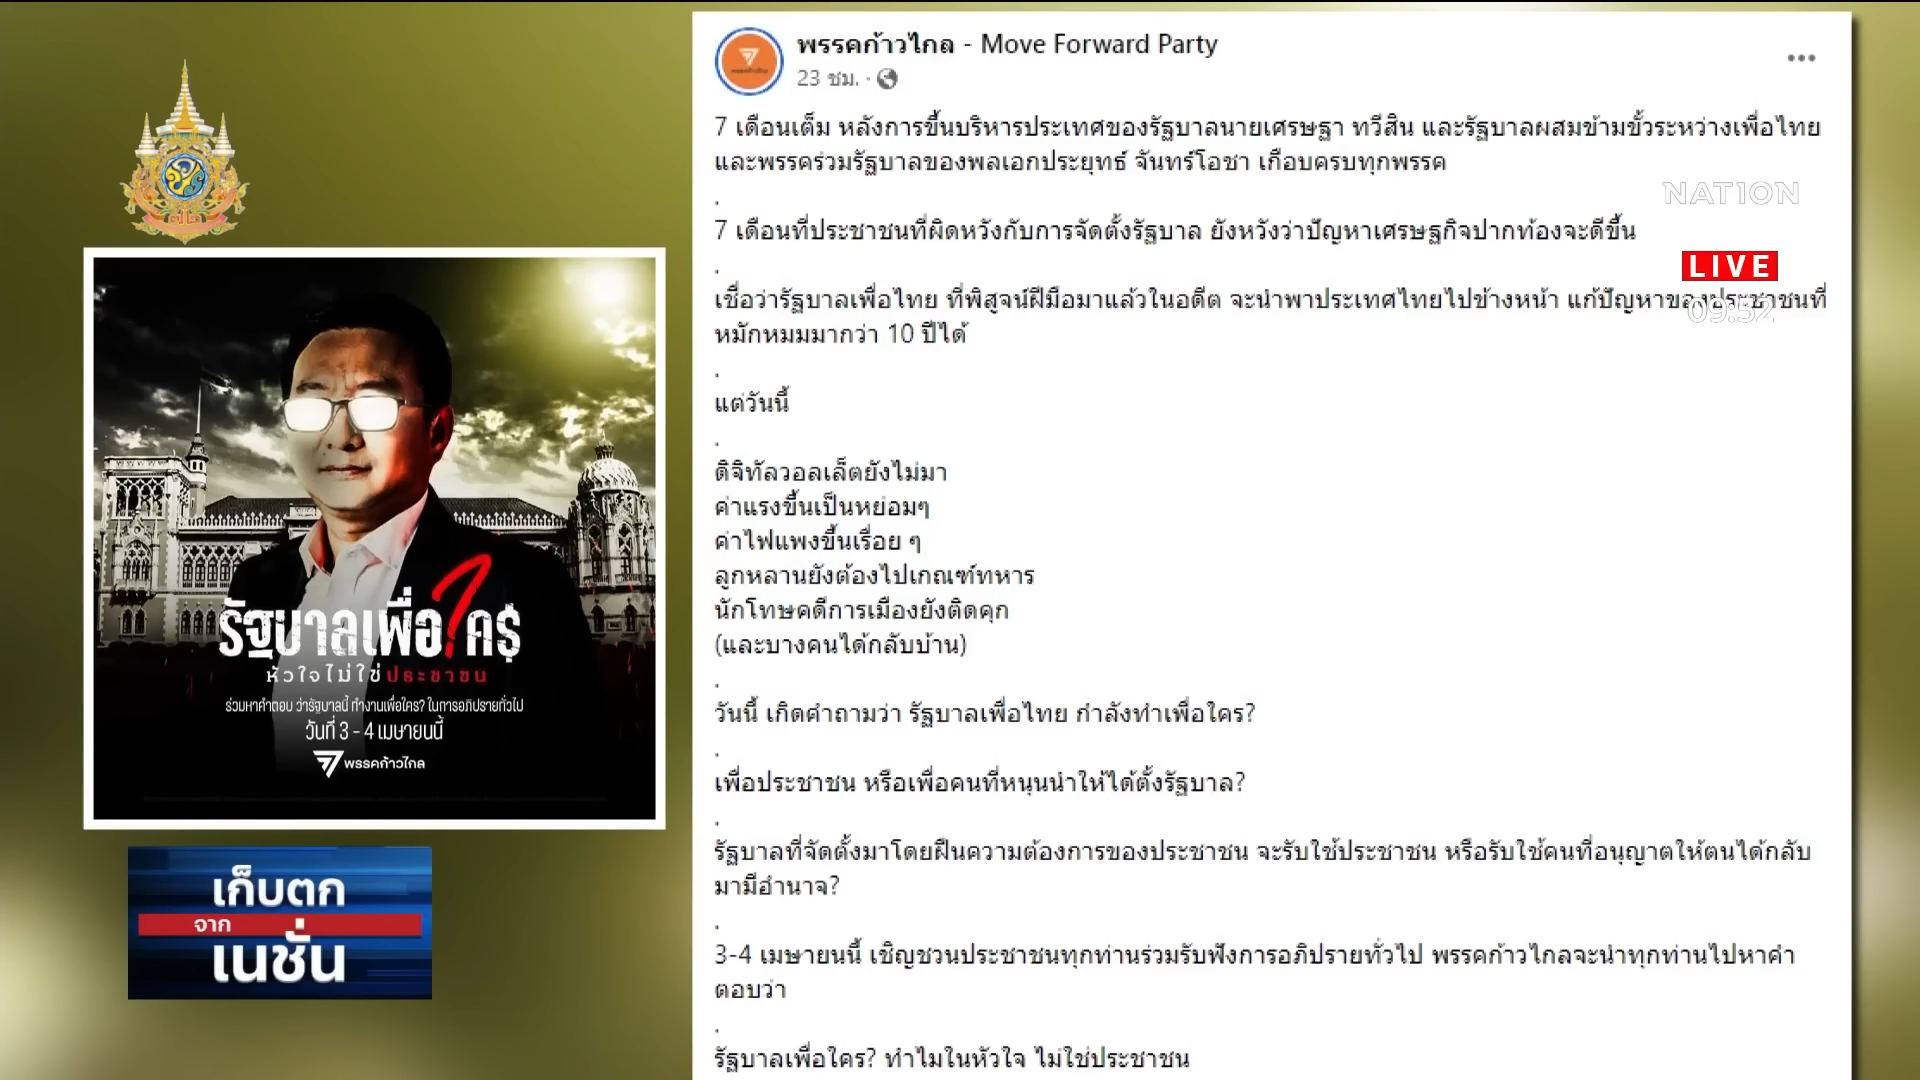 พรรคก้าวไกล - Move Forward Party
23 ชม. ·
7 เดือนเต็ม หลังการขึ้นบริหารประเทศของรัฐบาลนายเศรษฐา ทวีสิน และรัฐบาลผสมข้ามขั้วระหว่างเพื่อไทย
และพรรคร่วมรัฐบาลของพลเอกประยุทธ์ จันทร์โอชา เกือบครบทุกพรรค
.
7 เดือนที่ประชาชนที่ผิดหวังกับการจัดตั้งรัฐบาล ยังหวังว่าปัญหาเศรษฐกิจปากท้องจะดีขึ้น
.
เชื่อว่ารัฐบาลเพื่อไทย ที่พิสูจน์ฝีมือมาแล้วในอดีต จะนำพาประเทศไทยไปข้างหน้า แก้ปัญหาของประชาชนที่
หมักหมมมากว่า 10 ปีได้
.
แต่วันนี้
.
ดิจิทัลวอลเล็ตยังไม่มา
ค่าแรงขึ้นเป็นหย่อมๆ
ค่าไฟแพงขึ้นเรื่อย ๆ
ลูกหลานยังต้องไปเกณฑ์ทหาร
นักโทษคดีการเมืองยังติดคุก
(และบางคนได้กลับบ้าน)
.
วันนี้ เกิดคำถามว่า รัฐบาลเพื่อไทย กำลังทำเพื่อใคร?
.
เพื่อประชาชน หรือเพื่อคนที่หนุนนำให้ได้ตั้งรัฐบาล?
.
รัฐบาลที่จัดตั้งมาโดยฝืนความต้องการของประชาชน จะรับใช้ประชาชน หรือรับใช้คนที่อนุญาตให้ตนได้กลับ
มามีอำนาจ?
.
3-4 เมษายนนี้ เชิญชวนประชาชนทุกท่านร่วมรับฟังการอภิปรายทั่วไป พรรคก้าวไกลจะนำทุกท่านไปหาคำ
ตอบว่า
.
รัฐบาลเพื่อใคร? ทำไมในหัวใจ ไม่ใช่ประชาชน
NATION
LIVE
09:52
รัฐบาลเพื่อใคร
หัวใจไม่ใช่ประชาชน
ร่วมหาคำตอบ ว่ารัฐบาลนี้ ทำงานเพื่อใคร? ในการอภิปรายทั่วไป
วันที่ 3 - 4 เมษายนนี้
พรรคก้าวไกล
เก็บตก
จาก
เนชั่น